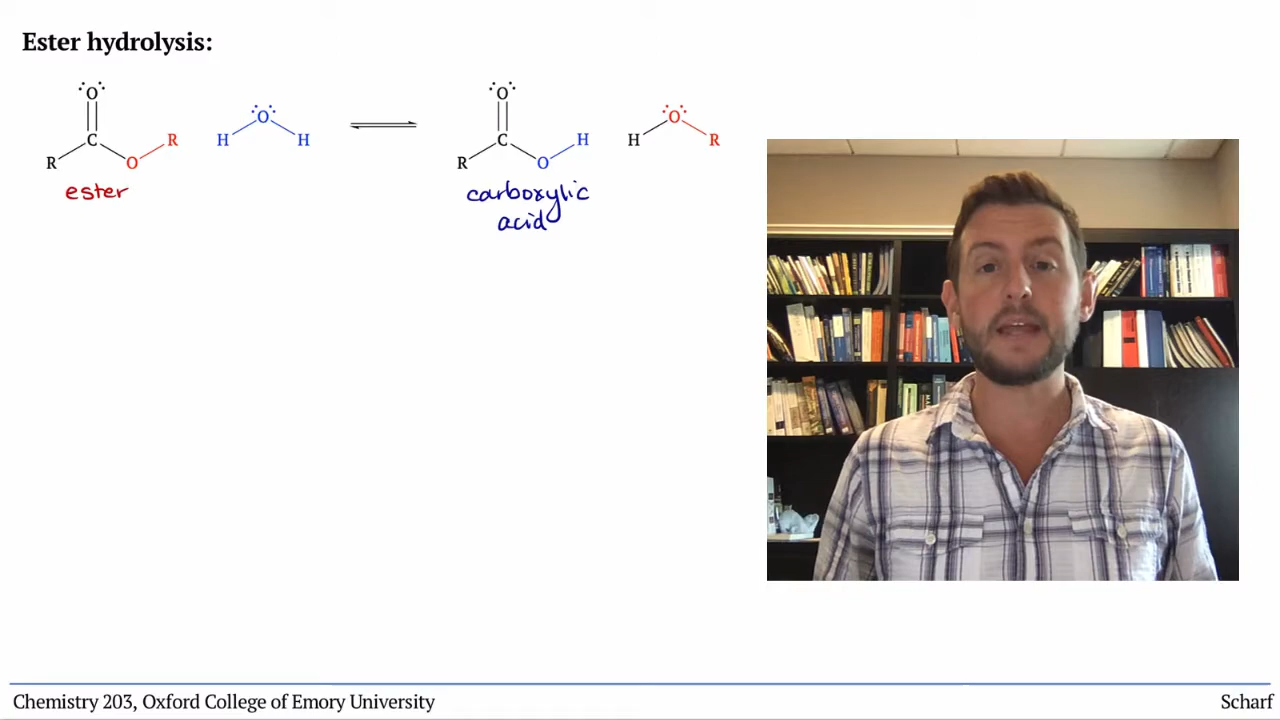 Ester hydrolysis:
O O
O O
H H H H
R R
C C
R O R O
ester
carboxylic
acid
Chemistry 203, Oxford College of Emory University
Scharf